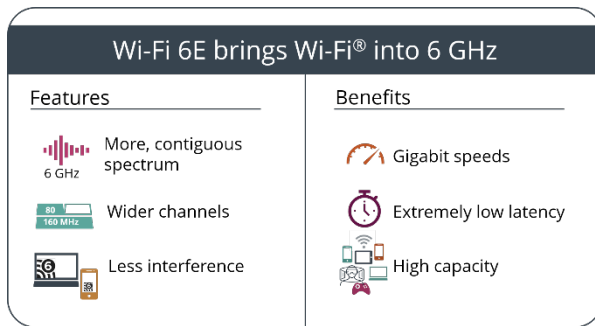 Wi-Fi 6E brings Wi-Fi® into 6 GHz
Features
6 GHz
More, contiguous
spectrum
80
160 MHz
Wider channels
6
Less interference
Benefits
Gigabit speeds
Extremely low latency
High capacity